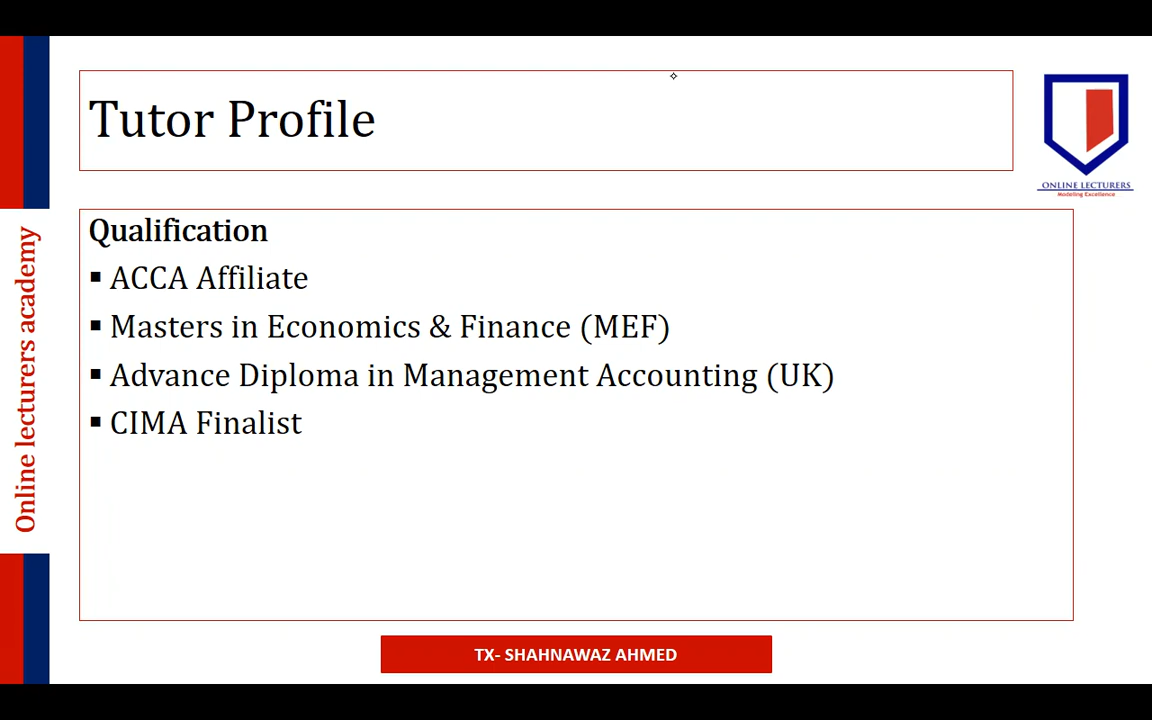 Tutor Profile
ONLINE LECTURERS
Modeling Excellence
Online lecturers academy
Qualification
▪ ACCA Affiliate
▪ Masters in Economics & Finance (MEF)
▪ Advance Diploma in Management Accounting (UK)
▪ CIMA Finalist
TX- SHAHNAWAZ AHMED